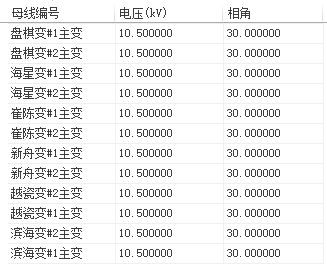 母线编号 电压(kV) 相角
盘棋变#1主变 10.500000 30.000000
盘棋变#2主变 10.500000 30.000000
海星变#1主变 10.500000 30.000000
海星变#2主变 10.500000 30.000000
崔陈变#1主变 10.500000 30.000000
崔陈变#2主变 10.500000 30.000000
新舟变#1主变 10.500000 30.000000
新舟变#2主变 10.500000 30.000000
越瓷变#2主变 10.500000 30.000000
越瓷变#1主变 10.500000 30.000000
滨海变#2主变 10.500000 30.000000
滨海变#1主变 10.500000 30.000000